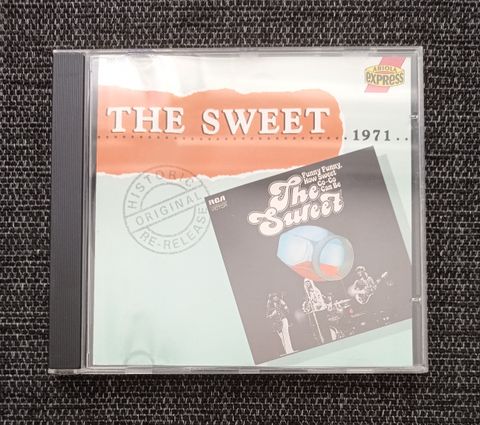 ARIOLA
express
THE SWEET
..1971..
HISTORIC
ORIGINAL
RE-RELEASE
RCA
Funny Funny,
How Sweet
Co-Co
Can Be
The
Sweet